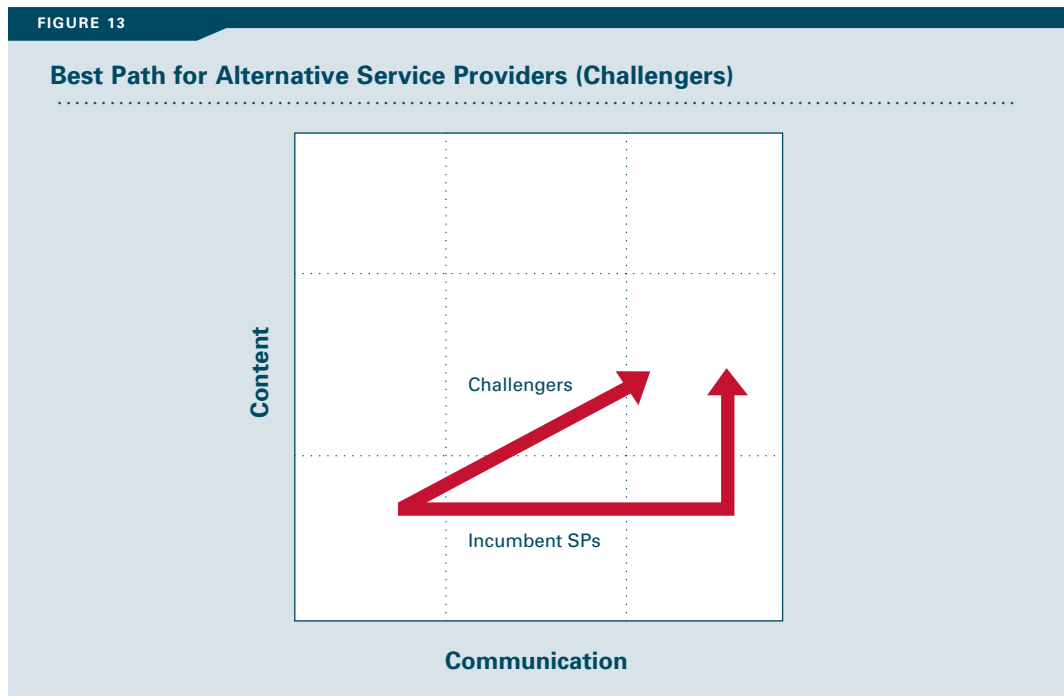 FIGURE 13
Best Path for Alternative Service Providers (Challengers)
Content
Challengers
Incumbent SPs
Communication